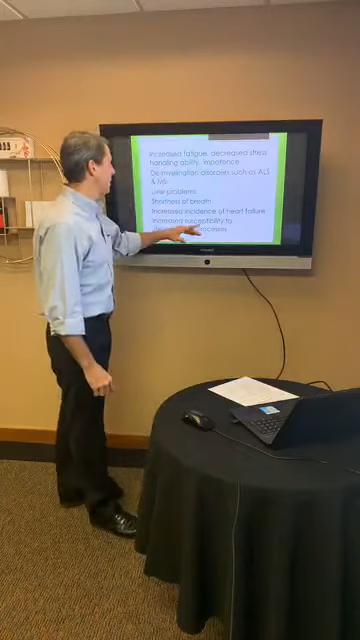 Increased fatigue, decreased stress
handling ability, impotence
De-myelination disorders such as ALS
& MS
Liver problems
Shortness of breath
Increased incidence of heart failure
Increased susceptibility to
processes